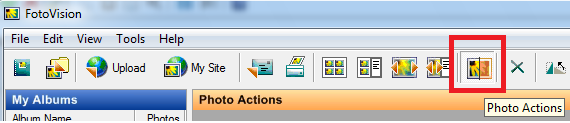 FotoVision
File Edit View Tools Help
Upload My Site
Photo Actions
My Albums Photo Actions
Album Name Photos